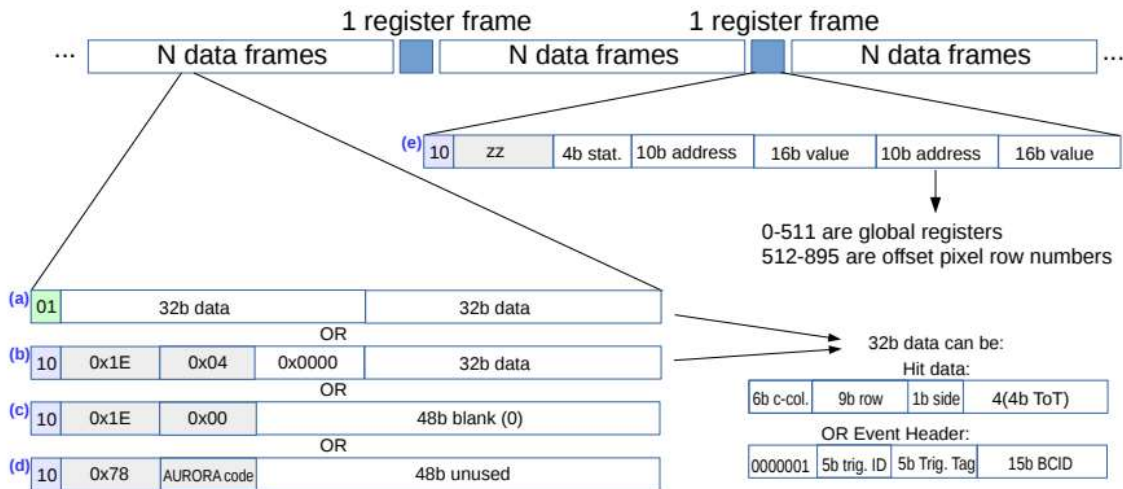 1 register frame 1 register frame
... N data frames N data frames N data frames ...
(e) 10 zz 4b stat. 10b address 16b value 10b address 16b value
0-511 are global registers
512-895 are offset pixel row numbers
(a) 01 32b data 32b data
OR
(b) 10 0x1E 0x04 0x0000 32b data
OR
(c) 10 0x1E 0x00 48b blank (0)
OR
(d) 10 0x78 AURORA code 48b unused
32b data can be:
Hit data:
6b c-col. 9b row 1b side 4(4b ToT)
OR Event Header:
0000001 5b trig. ID 5b Trig. Tag 15b BCID